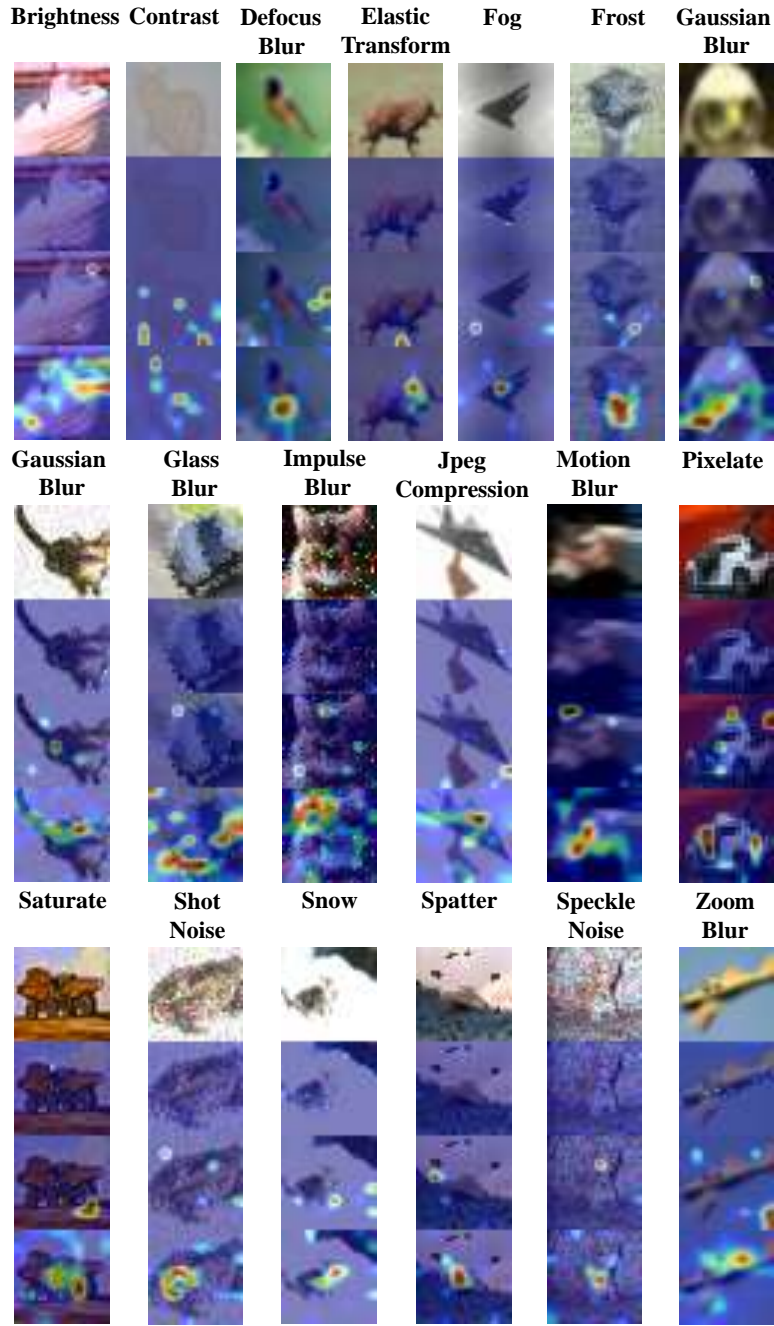 Brightness Contrast Defocus Blur Elastic Transform Fog Frost Gaussian Blur
Gaussian Blur Glass Blur Impulse Blur Jpeg Compression Motion Blur Pixelate
Saturate Shot Noise Snow Spatter Speckle Noise Zoom Blur